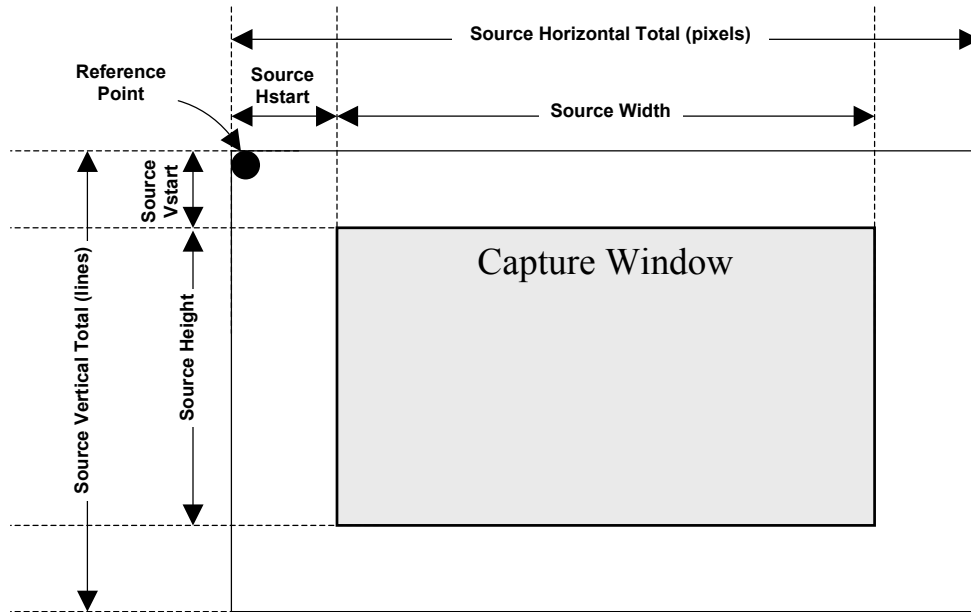 Source Horizontal Total (pixels)
Reference
Point
Source
Hstart
Source Width
Source
Vstart
Capture Window
Source Vertical Total (lines)
Source Height